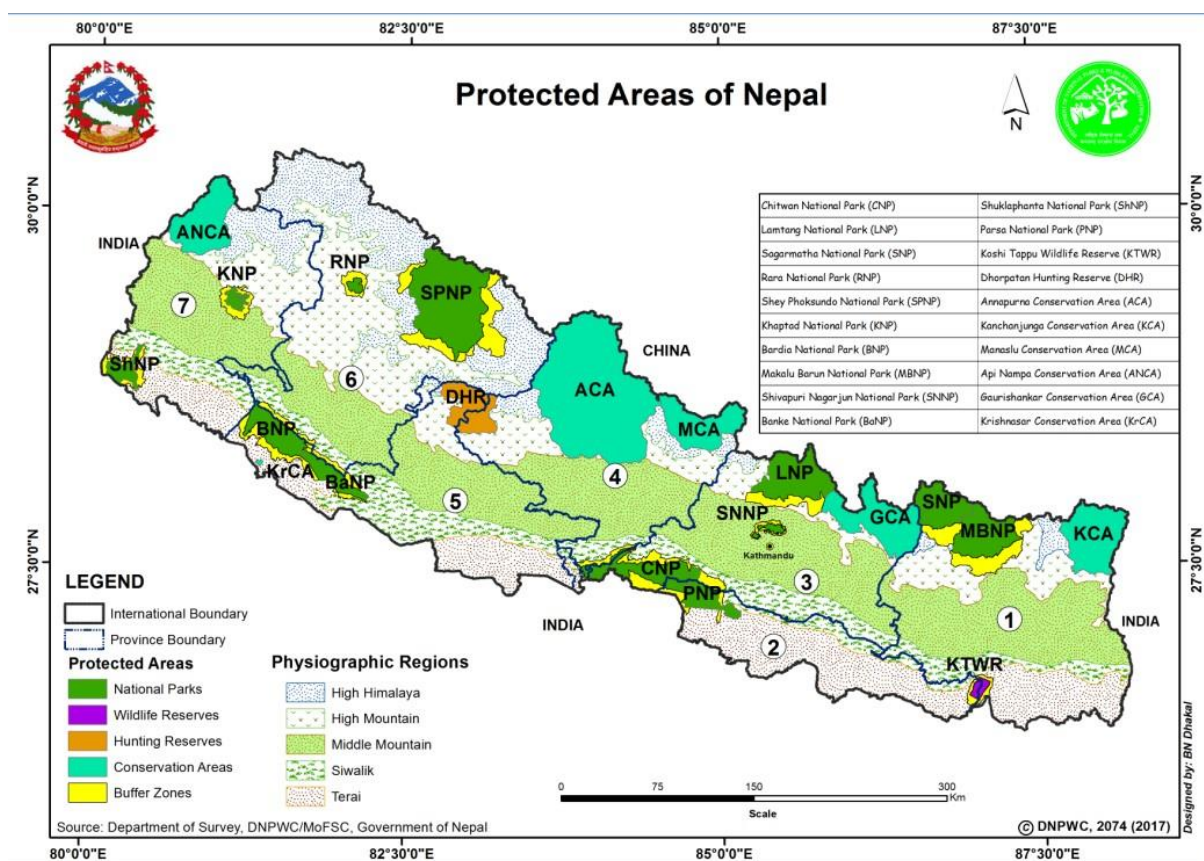 80°0'0"E 82°30'0"E 85°0'0"E 87°30'0"E
Protected Areas of Nepal
N
30°0'0"N
30°0'0"N
Chitwan National Park (CNP) Shuklaphanta National Park (ShNP)
Lamtang National Park (LNP) Parsa National Park (PNP)
Sagarmatha National Park (SNP) Koshi Tappu Wildlife Reserve (KTWR)
Rara National Park (RNP) Dhorpatan Hunting Reserve (DHR)
Shey Phoksundo National Park (SPNP) Annapurna Conservation Area (ACA)
Khaptad National Park (KNP) Kanchanjunga Conservation Area (KCA)
Bardia National Park (BNP) Manaslu Conservation Area (MCA)
Makalu Barun National Park (MBNP) Api Nampa Conservation Area (ANCA)
Shivapuri Nagarjun National Park (SNNP) Gaurishankar Conservation Area (GCA)
Banke National Park (BaNP) Krishnasar Conservation Area (KrCA)
ANCA
INDIA
KNP
RNP
SPNP
7
ShNP
6
CHINA
DHR
ACA
MCA
BNP
KrCA
BaNP
5
4
LNP
SNNP
Kathmandu
GCA
SNP
MBNP
KCA
27°30'0"N
27°30'0"N
CNP
PNP
3
INDIA
2
1
INDIA
KTWR
LEGEND
International Boundary
Province Boundary
Protected Areas
National Parks
Wildlife Reserves
Hunting Reserves
Conservation Areas
Buffer Zones
Physiographic Regions
High Himalaya
High Mountain
Middle Mountain
Siwalik
Terai
0 75 150 300
Km
Scale
Designed by: BN Dhakal
Source: Department of Survey, DNPWC/MoFSC, Government of Nepal
© DNPWC, 2074 (2017)
80°0'0"E 82°30'0"E 85°0'0"E 87°30'0"E